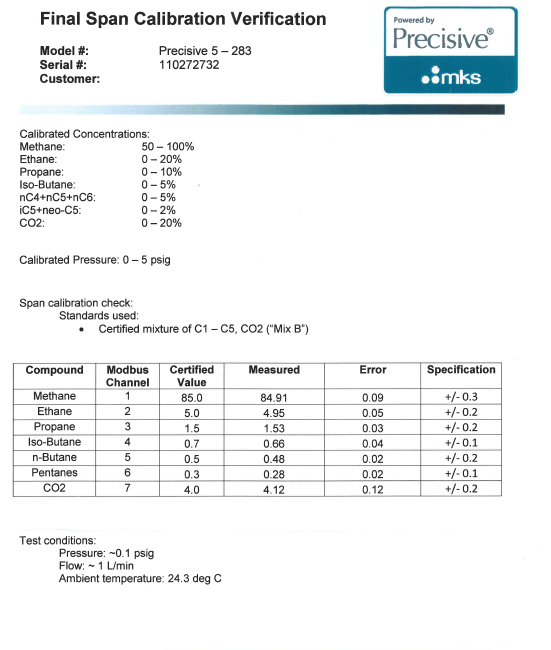 Final Span Calibration Verification
Powered by
Precisive®
mks
Model #: Precisive 5 – 283
Serial #: 110272732
Customer:
Calibrated Concentrations:
Methane: 50 – 100%
Ethane: 0 – 20%
Propane: 0 – 10%
Iso-Butane: 0 – 5%
nC4+nC5+nC6: 0 – 5%
iC5+neo-C5: 0 – 2%
CO2: 0 – 20%
Calibrated Pressure: 0 – 5 psig
Span calibration check:
Standards used:
• Certified mixture of C1 – C5, CO2 ("Mix B")
Compound Modbus Channel Certified Value Measured Error Specification
Methane 1 85.0 84.91 0.09 +/- 0.3
Ethane 2 5.0 4.95 0.05 +/- 0.2
Propane 3 1.5 1.53 0.03 +/- 0.2
Iso-Butane 4 0.7 0.66 0.04 +/- 0.1
n-Butane 5 0.5 0.48 0.02 +/- 0.2
Pentanes 6 0.3 0.28 0.02 +/- 0.1
CO2 7 4.0 4.12 0.12 +/- 0.2
Test conditions:
Pressure: ~0.1 psig
Flow: ~ 1 L/min
Ambient temperature: 24.3 deg C